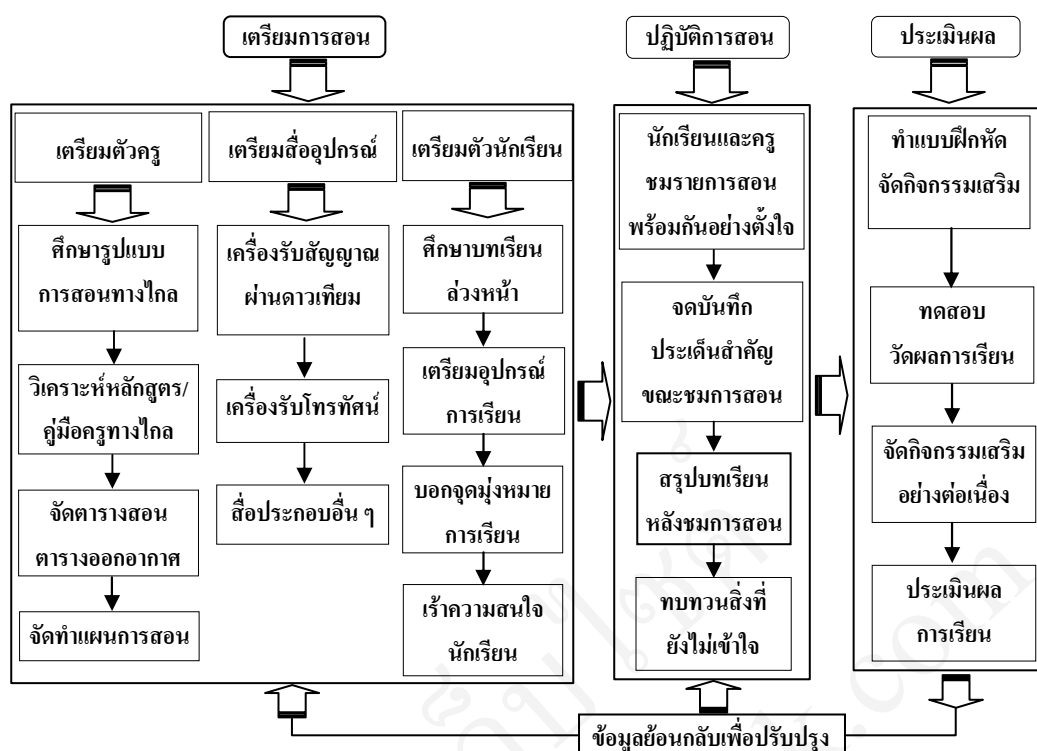 เตรียมการสอน
เตรียมตัวครู
ศึกษารูปแบบ
การสอนทางไกล
วิเคราะห์หลักสูตร/
คู่มือครูทางไกล
จัดตารางสอน
ตารางออกอากาศ
จัดทำแผนการสอน
เตรียมสื่ออุปกรณ์
เครื่องรับสัญญาณ
ผ่านดาวเทียม
เครื่องรับโทรทัศน์
สื่อประกอบอื่น ๆ
เตรียมตัวนักเรียน
ศึกษาบทเรียน
ล่วงหน้า
เตรียมอุปกรณ์
การเรียน
บอกจุดมุ่งหมาย
การเรียน
เร้าความสนใจ
นักเรียน
ปฏิบัติการสอน
นักเรียนและครู
ชมรายการสอน
พร้อมกันอย่างตั้งใจ
จดบันทึก
ประเด็นสำคัญ
ขณะชมการสอน
สรุปบทเรียน
หลังชมการสอน
ทบทวนสิ่งที่
ยังไม่เข้าใจ
ประเมินผล
ทำแบบฝึกหัด
จัดกิจกรรมเสริม
ทดสอบ
วัดผลการเรียน
จัดกิจกรรมเสริม
อย่างต่อเนื่อง
ประเมินผล
การเรียน
ข้อมูลย้อนกลับเพื่อปรับปรุง